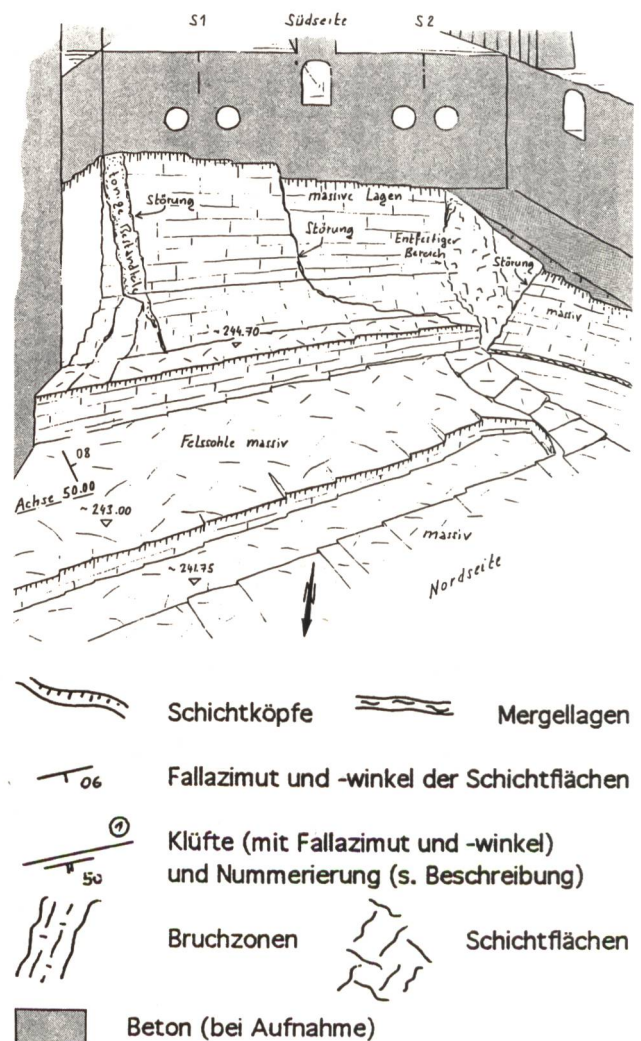 S1 Südseite S2
tonige Bestandteile
Störung
Störung
massive Lagen
Entfestigter
Bereich
Störung
massiv
~ 244.70
Felssohle massiv
08
Achse 50.00
~ 243.00
~ 241.75
massiv
Nordseite
N
Schichtköpfe Mergellagen
06 Fallazimut und -winkel der Schichtflächen
1
50 Klüfte (mit Fallazimut und -winkel)
und Nummerierung (s. Beschreibung)
Bruchzonen Schichtflächen
Beton (bei Aufnahme)